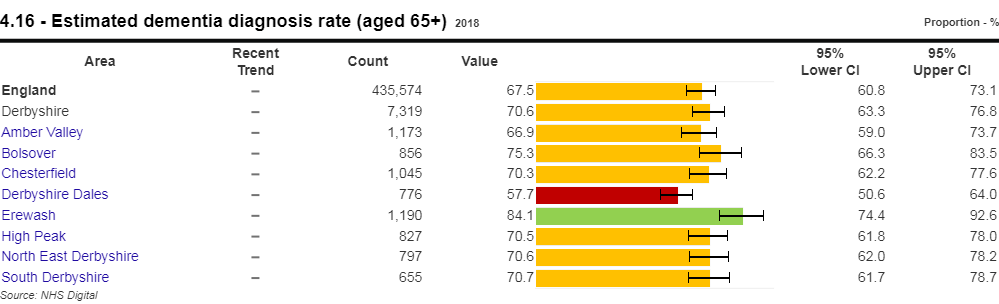 4.16 - Estimated dementia diagnosis rate (aged 65+) 2018 Proportion - %
Area Recent Trend Count Value 95% Lower CI 95% Upper CI
England – 435,574 67.5 60.8 73.1
Derbyshire – 7,319 70.6 63.3 76.8
Amber Valley – 1,173 66.9 59.0 73.7
Bolsover – 856 75.3 66.3 83.5
Chesterfield – 1,045 70.3 62.2 77.6
Derbyshire Dales – 776 57.7 50.6 64.0
Erewash – 1,190 84.1 74.4 92.6
High Peak – 827 70.5 61.8 78.0
North East Derbyshire – 797 70.6 62.0 78.2
South Derbyshire – 655 70.7 61.7 78.7
Source: NHS Digital